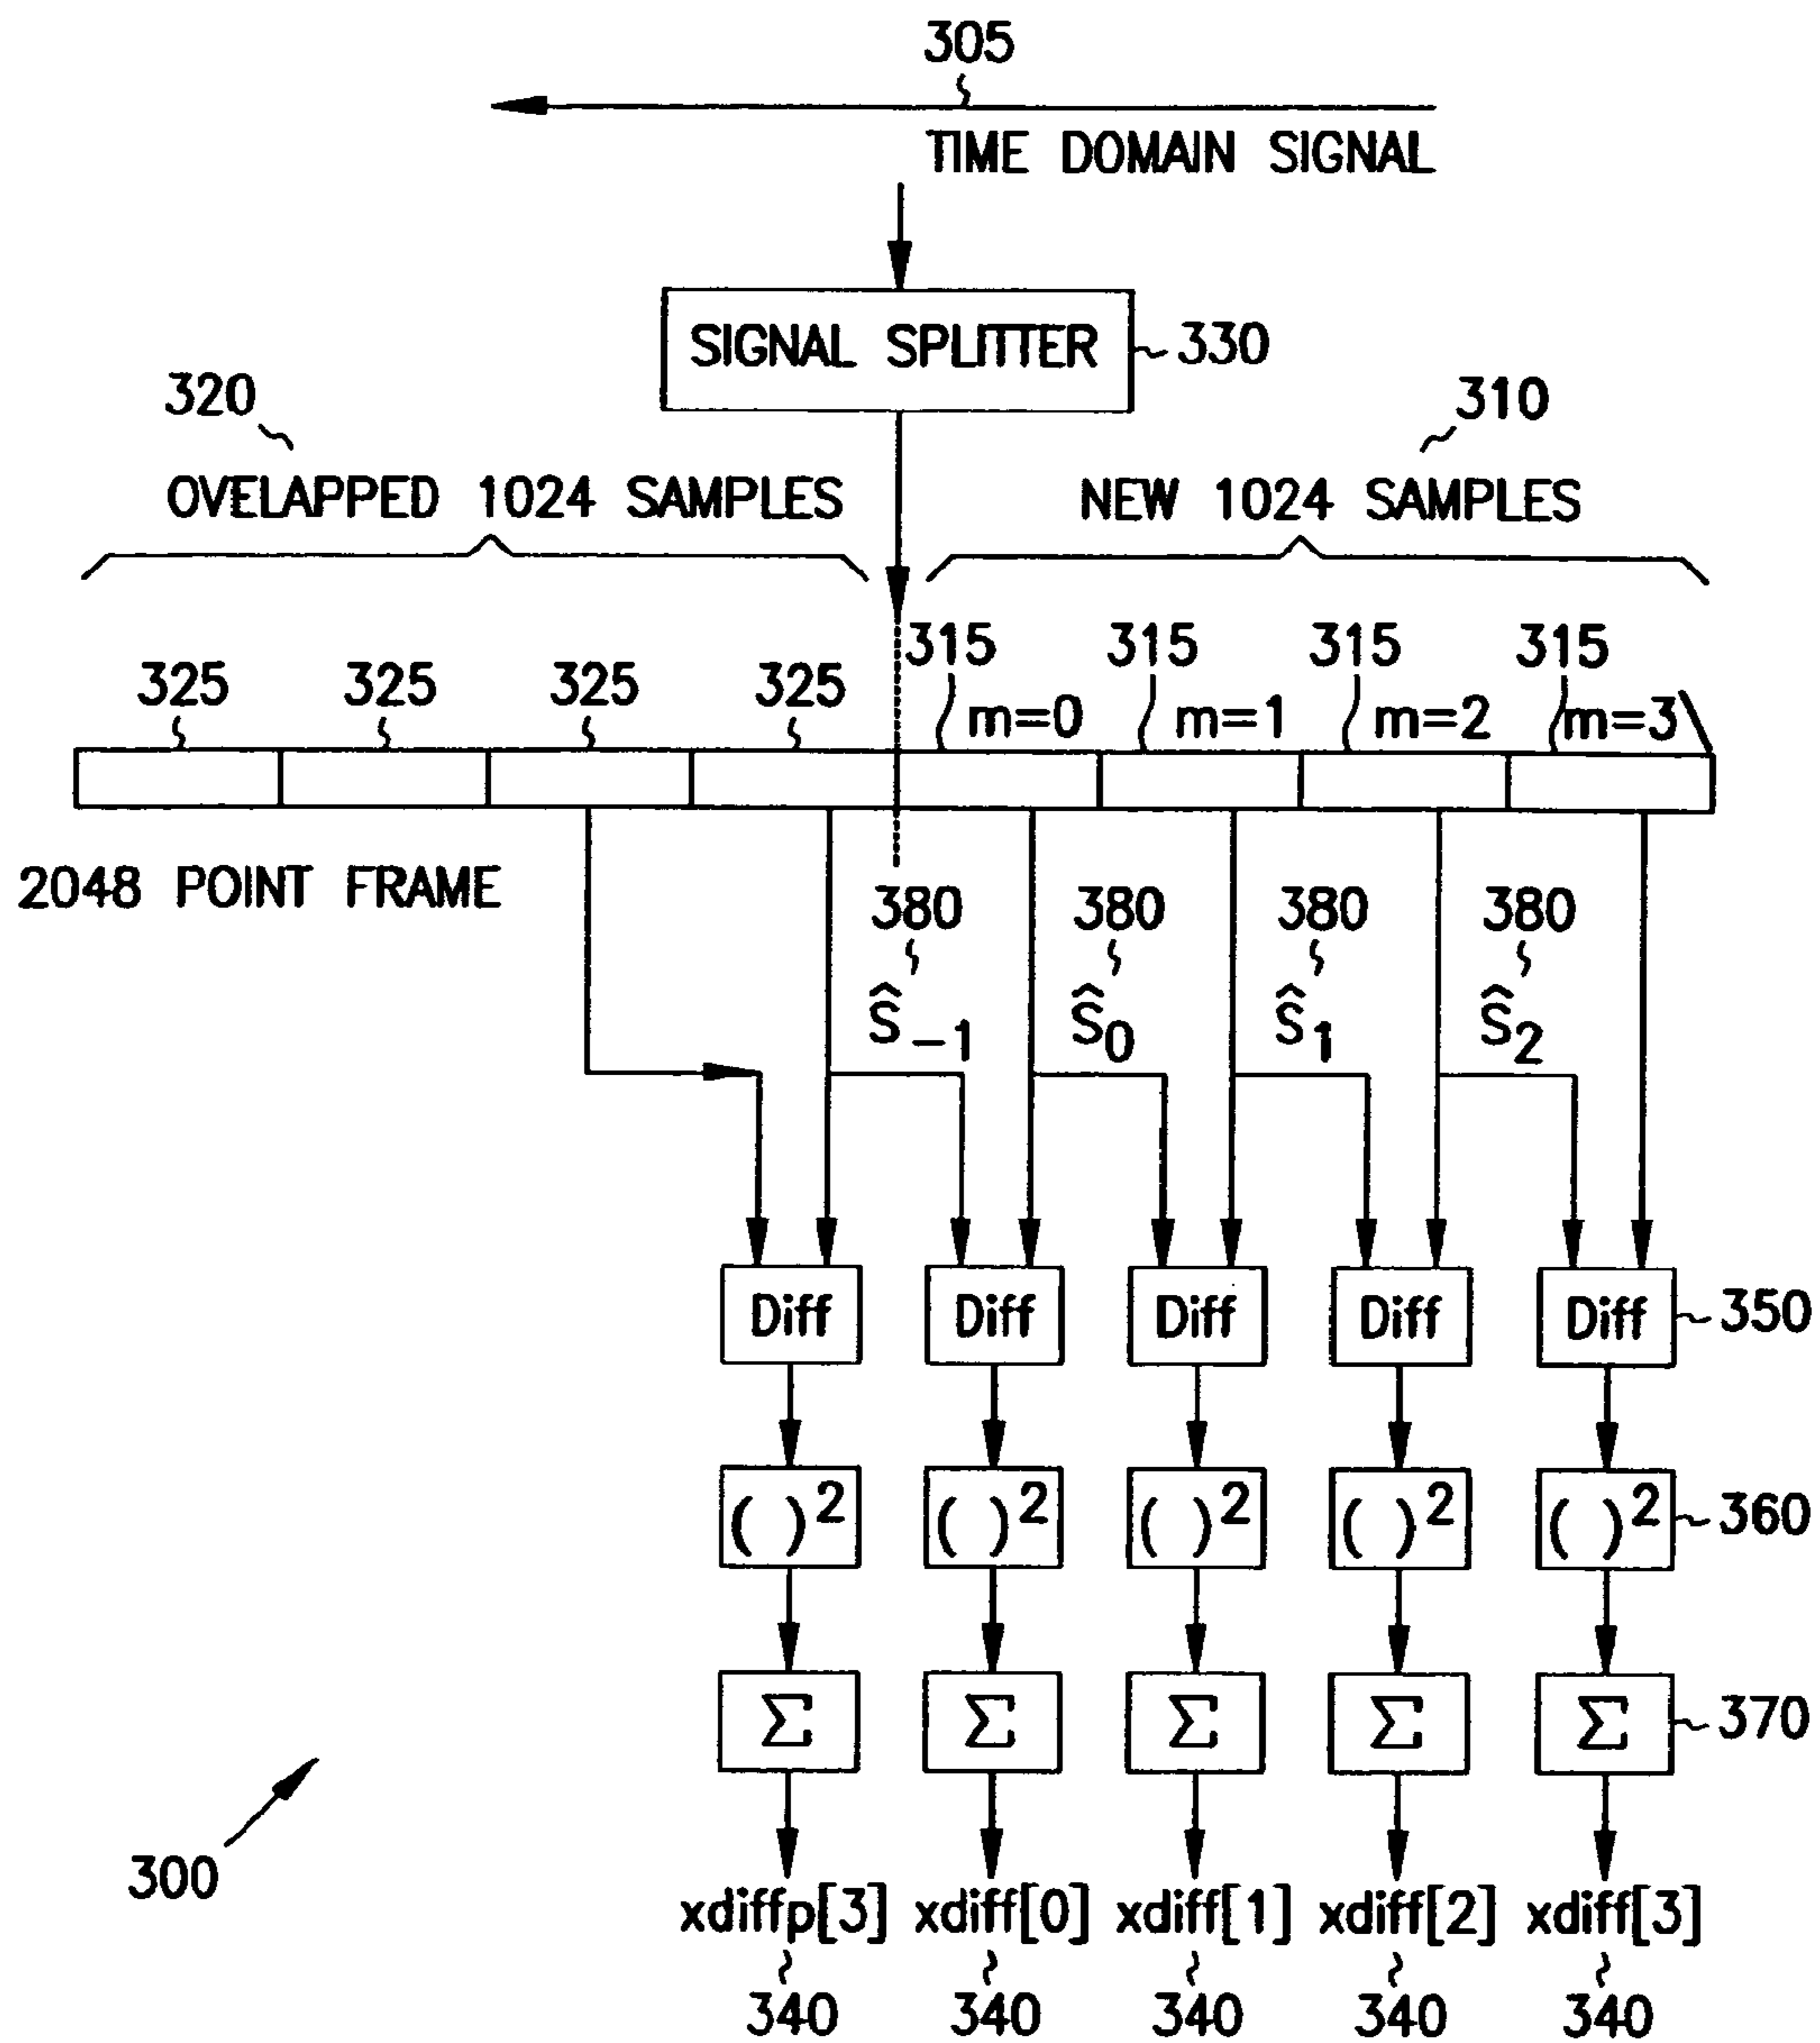 305
TIME DOMAIN SIGNAL
SIGNAL SPLITTER 330
320 310
OVELAPPED 1024 SAMPLES NEW 1024 SAMPLES
325 325 325 325 315 315 315 315
m=0 m=1 m=2 m=3
2048 POINT FRAME
380 380 380 380
Ŝ₋₁ Ŝ₀ Ŝ₁ Ŝ₂
Diff Diff Diff Diff Diff 350
( )² ( )² ( )² ( )² ( )² 360
Σ Σ Σ Σ Σ 370
300
xdiffp[3] xdiff[0] xdiff[1] xdiff[2] xdiff[3]
340 340 340 340 340